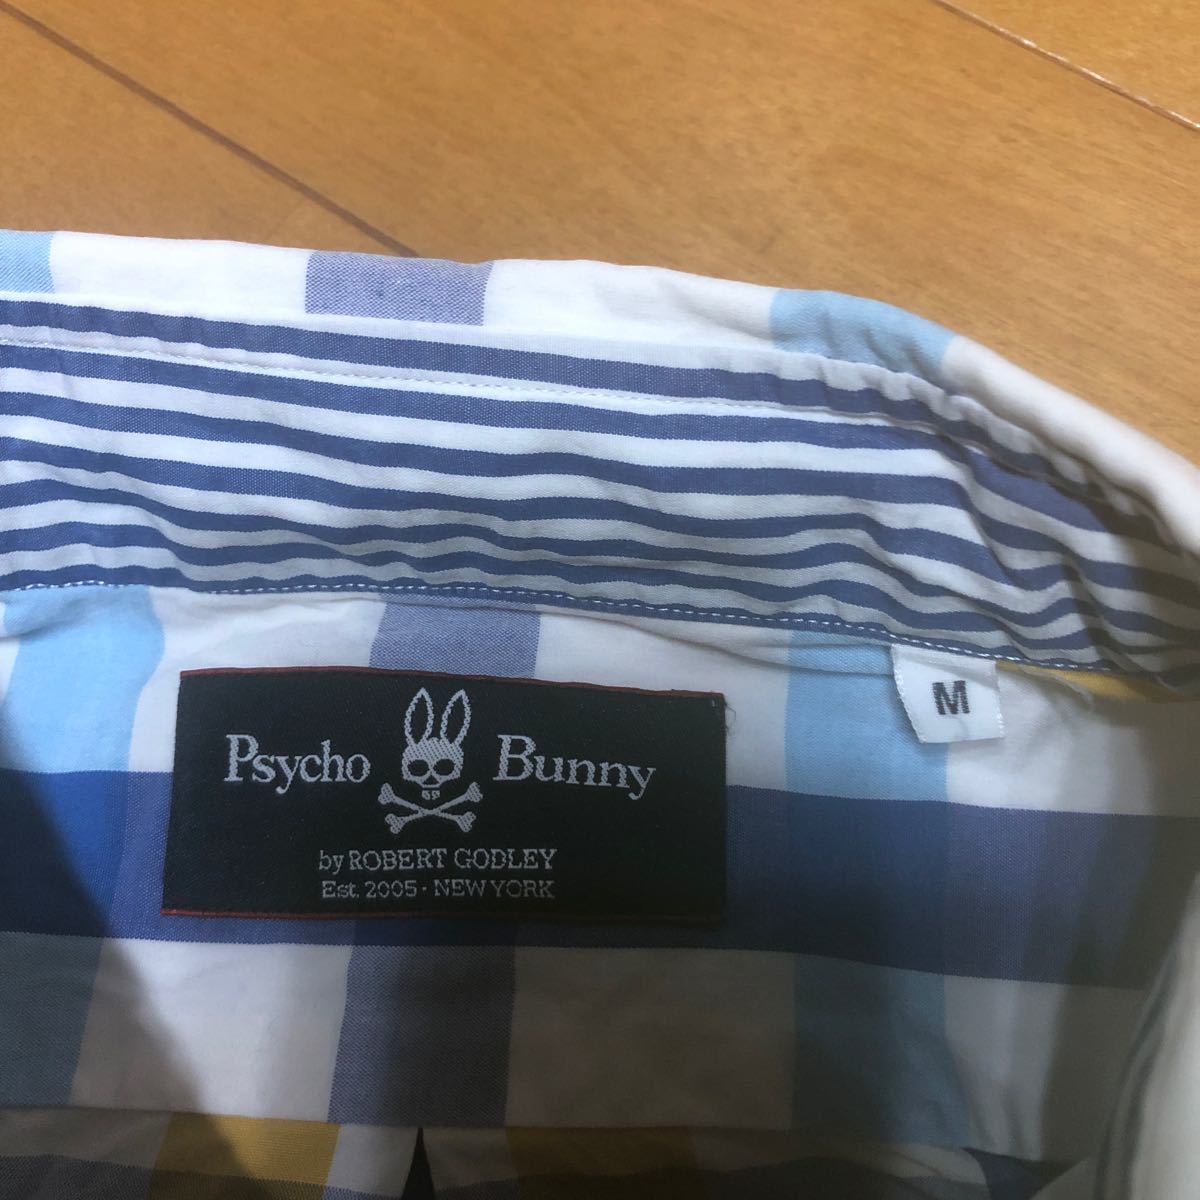 Psycho Bunny
by ROBERT GODLEY
Est. 2005 · NEW YORK
M